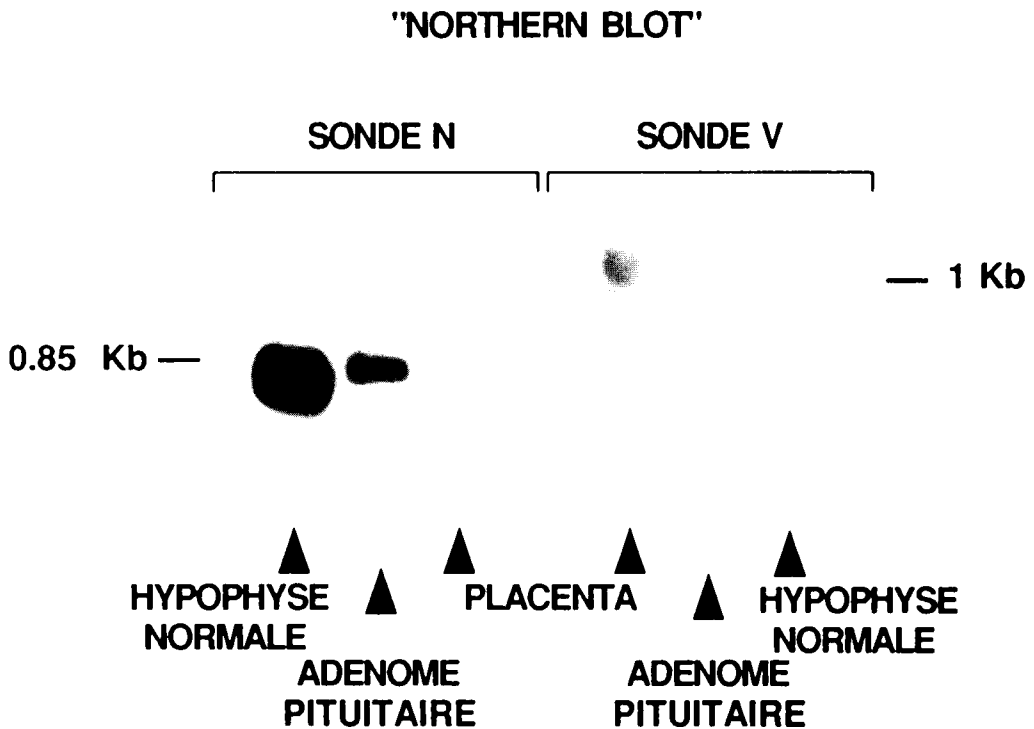 "NORTHERN BLOT"
SONDE N
SONDE V
1 Kb
0.85 Kb
HYPOPHYSE
NORMALE
ADENOME
PITUITAIRE
PLACENTA
ADENOME
PITUITAIRE
HYPOPHYSE
NORMALE